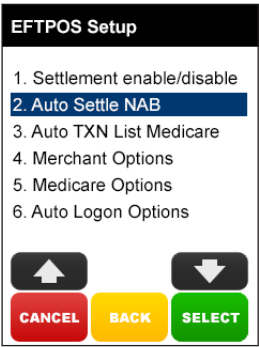 EFTPOS Setup
1. Settlement enable/disable
2. Auto Settle NAB
3. Auto TXN List Medicare
4. Merchant Options
5. Medicare Options
6. Auto Logon Options
CANCEL BACK SELECT